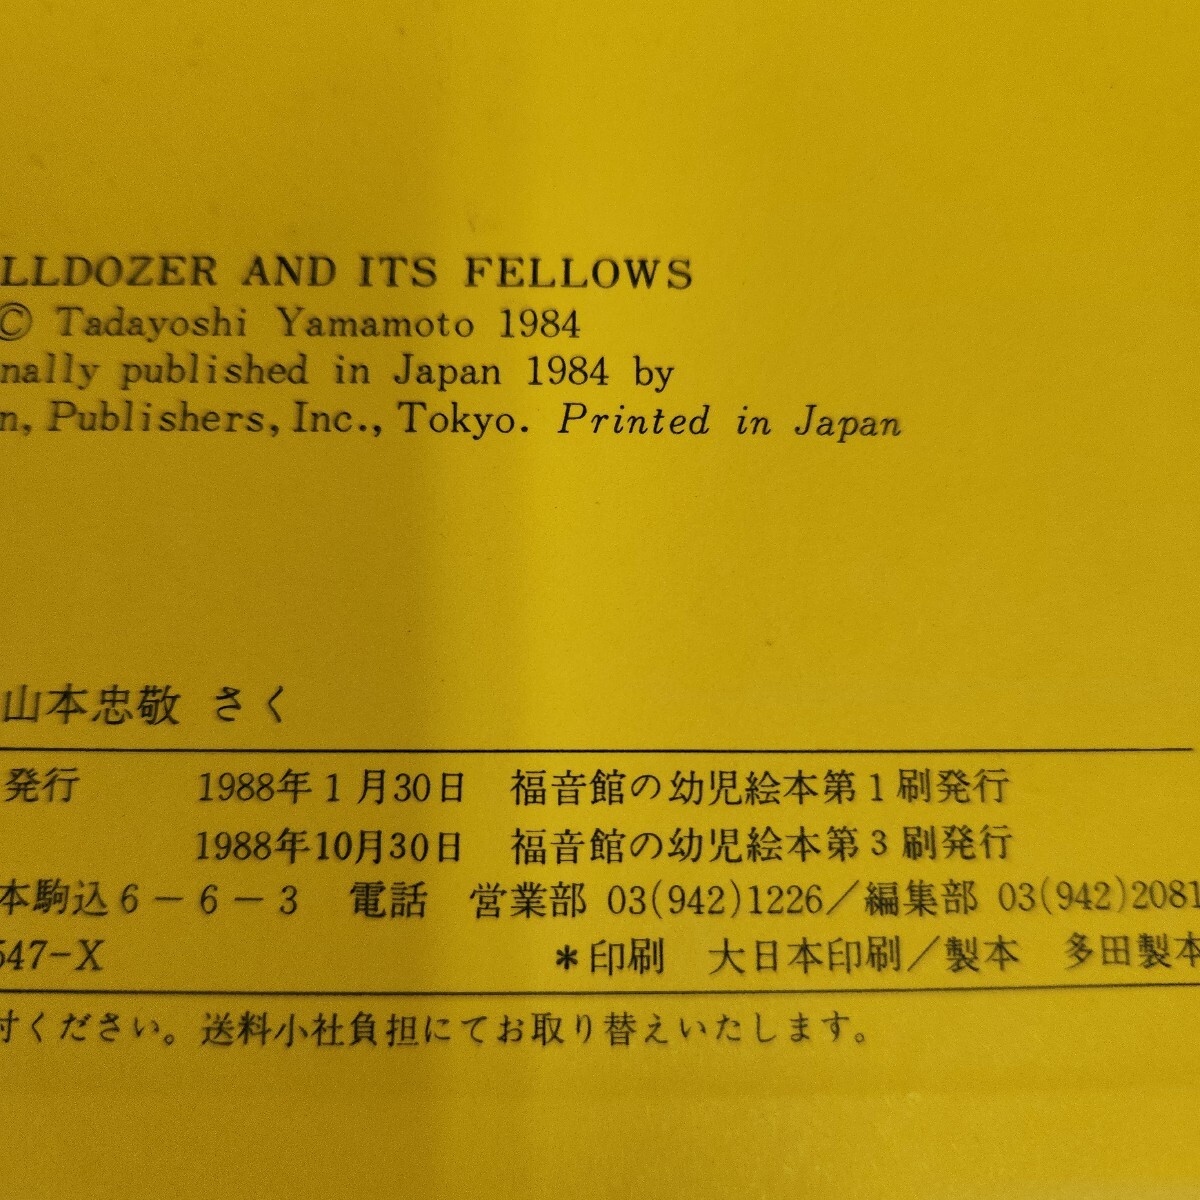 LLDOZER AND ITS FELLOWS
© Tadayoshi Yamamoto 1984
nally published in Japan 1984 by
n, Publishers, Inc., Tokyo. Printed in Japan
山本忠敬 さく
発行 1988年1月30日 福音館の幼児絵本第1刷発行
1988年10月30日 福音館の幼児絵本第3刷発行
本駒込6-6-3 電話 営業部 03(942)1226/編集部 03(942)2081
547-X *印刷 大日本印刷/製本 多田製本
付ください。送料小社負担にてお取り替えいたします。